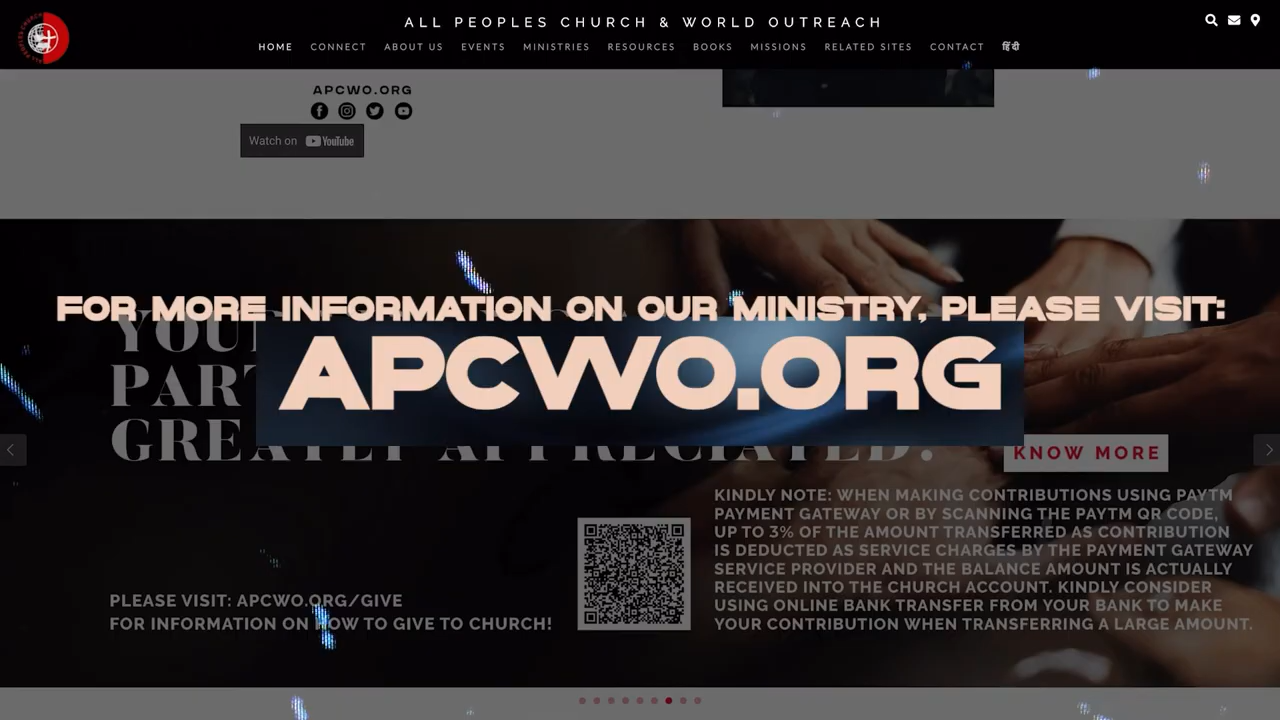 ALL PEOPLES CHURCH & WORLD OUTREACH
HOME CONNECT ABOUT US EVENTS MINISTRIES RESOURCES BOOKS MISSIONS RELATED SITES CONTACT हिंदी
APCWO.ORG
Watch on YouTube
FOR MORE INFORMATION ON OUR MINISTRY, PLEASE VISIT:
APCWO.ORG
GREATLY APPRECIATED.
KNOW MORE
KINDLY NOTE: WHEN MAKING CONTRIBUTIONS USING PAYTM
PAYMENT GATEWAY OR BY SCANNING THE PAYTM QR CODE,
UP TO 3% OF THE AMOUNT TRANSFERRED AS CONTRIBUTION
IS DEDUCTED AS SERVICE CHARGES BY THE PAYMENT GATEWAY
SERVICE PROVIDER AND THE BALANCE AMOUNT IS ACTUALLY
RECEIVED INTO THE CHURCH ACCOUNT. KINDLY CONSIDER
USING ONLINE BANK TRANSFER FROM YOUR BANK TO MAKE
YOUR CONTRIBUTION WHEN TRANSFERRING A LARGE AMOUNT.
PLEASE VISIT: APCWO.ORG/GIVE
FOR INFORMATION ON HOW TO GIVE TO CHURCH!